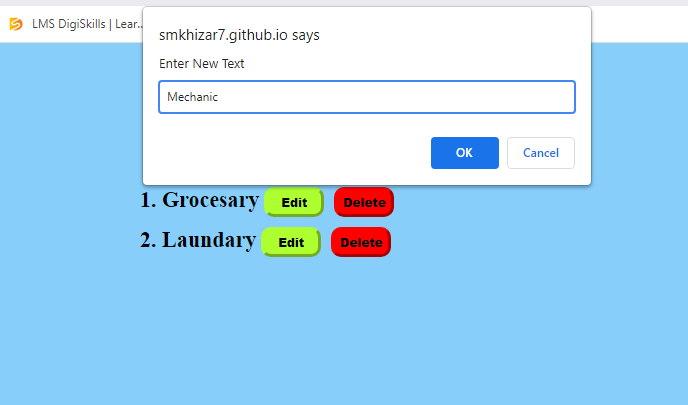 LMS DigiSkills | Lear..
smkhizar7.github.io says
Enter New Text
Mechanic
OK Cancel
1. Grocesary Edit Delete
2. Laundary Edit Delete